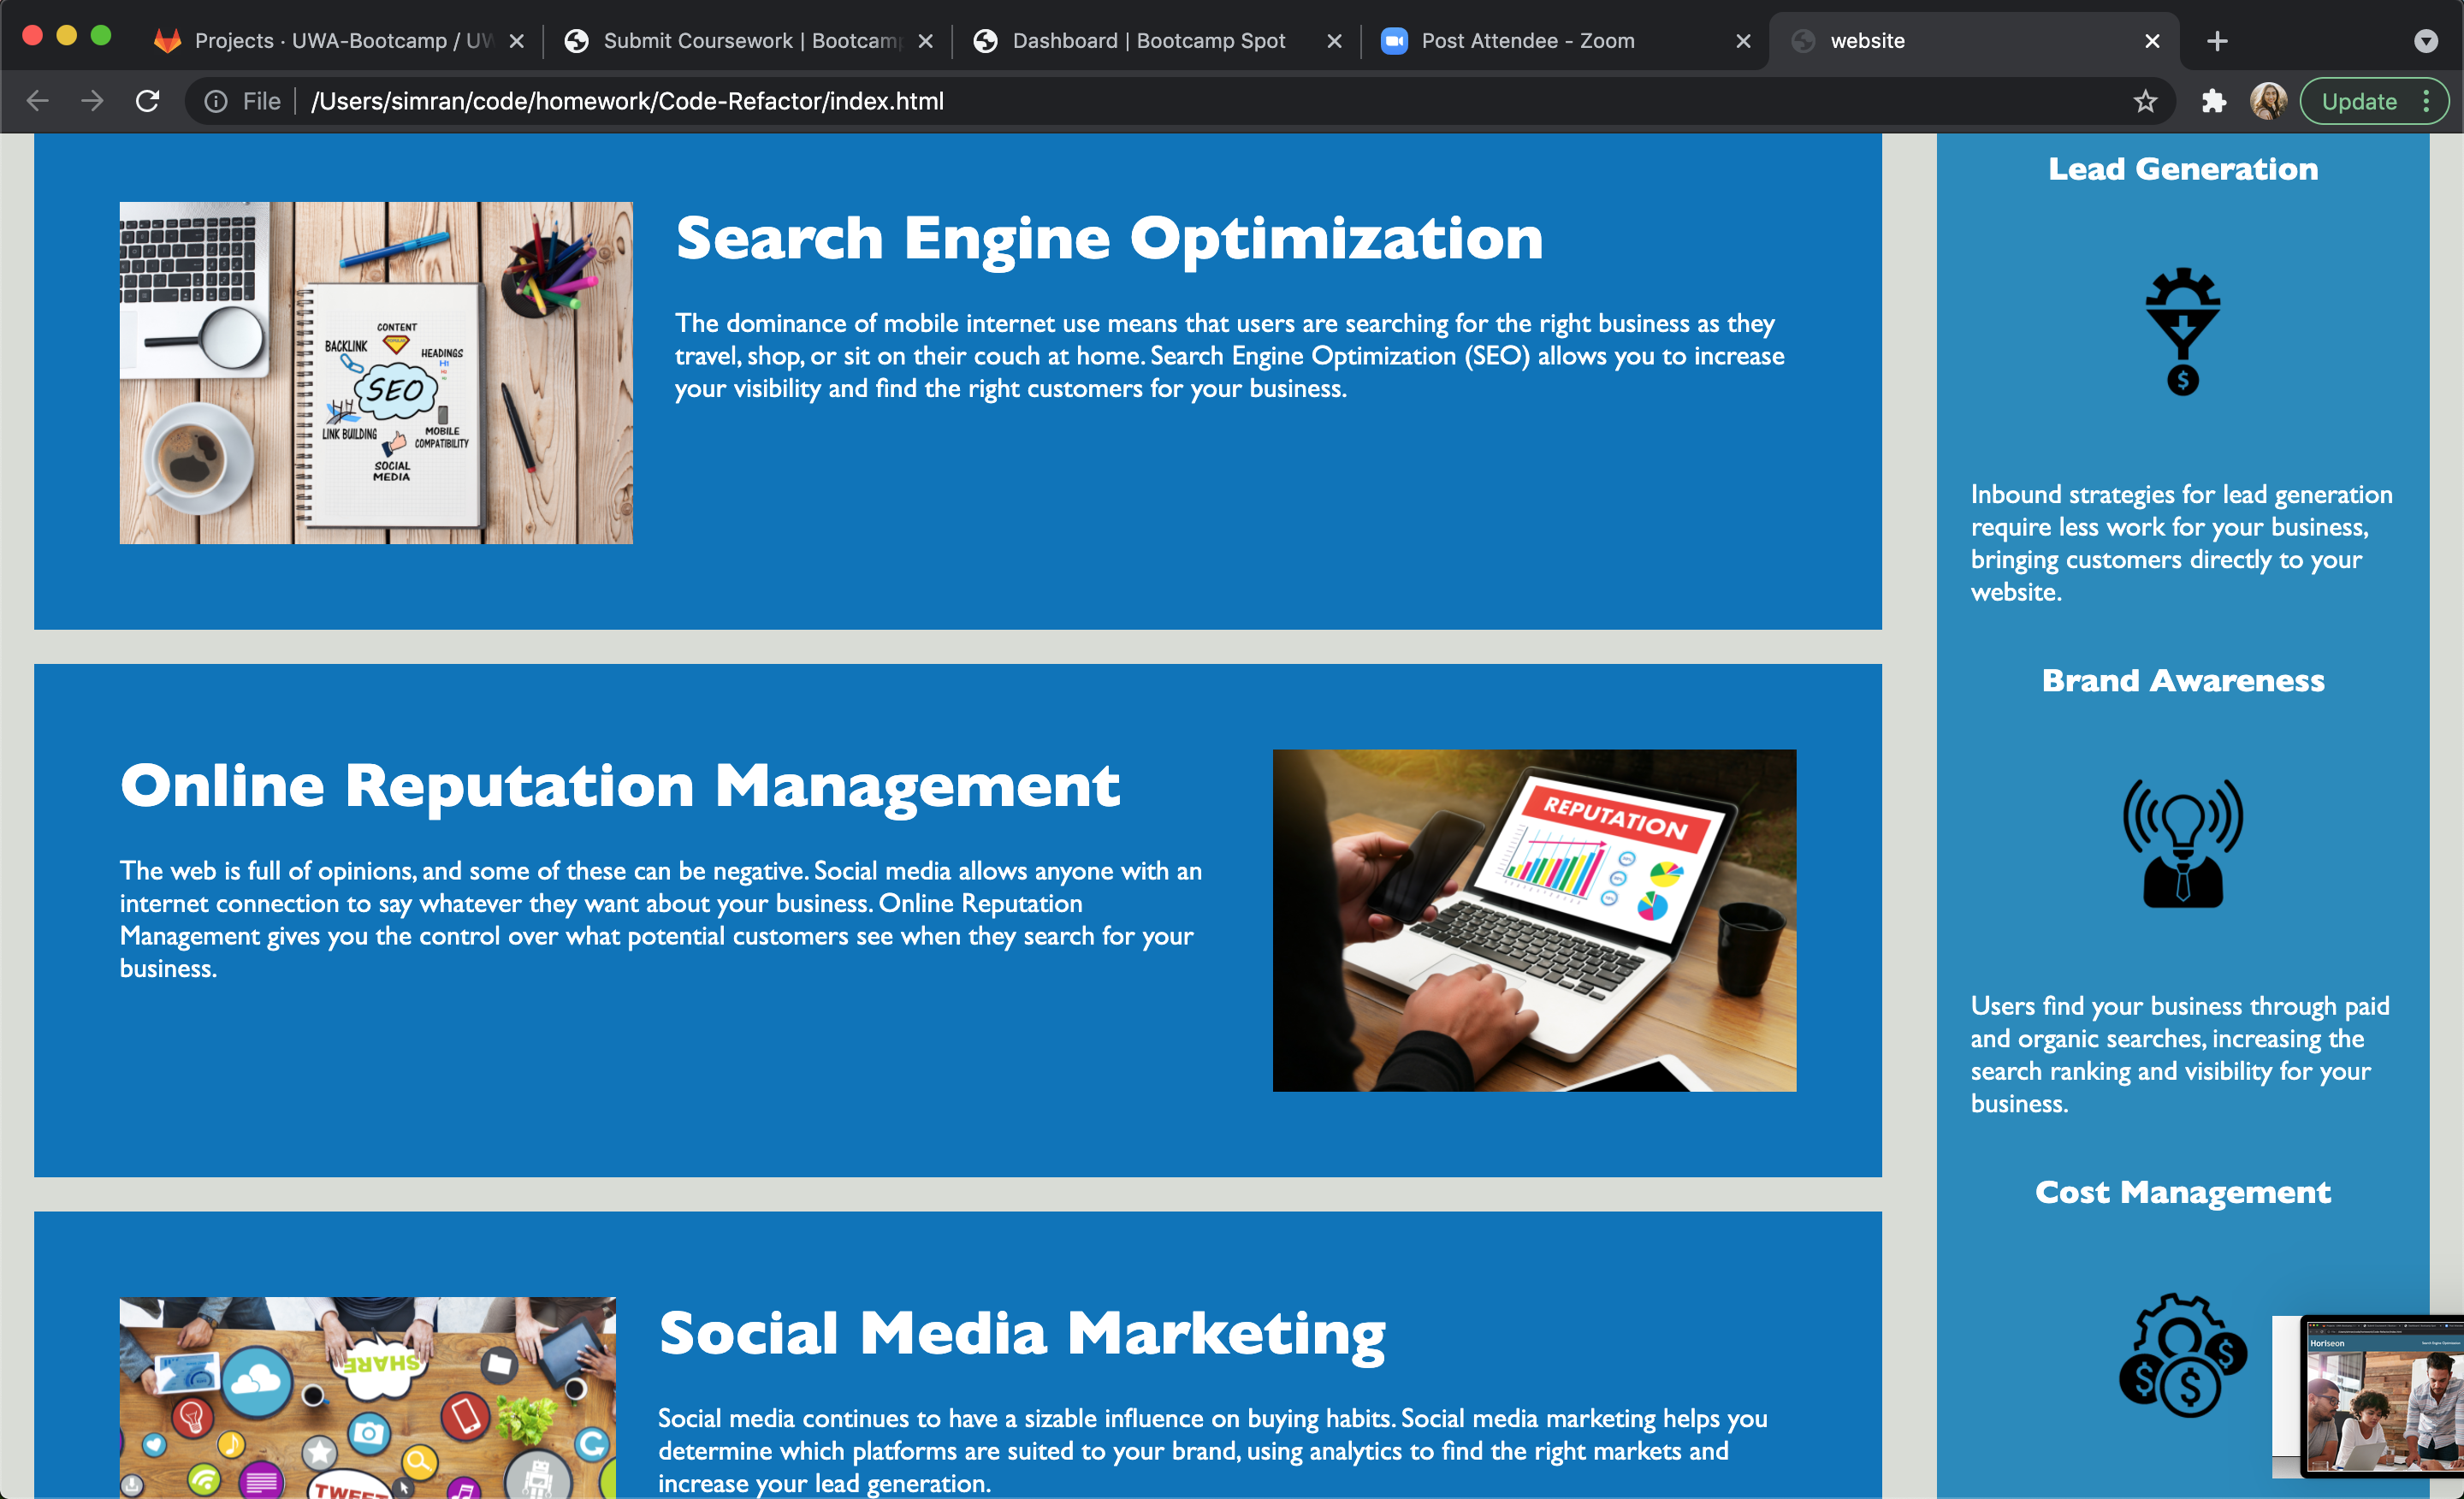 Projects · UWA-Bootcamp / UW
Submit Coursework | Bootcamp
Dashboard | Bootcamp Spot
Post Attendee - Zoom
website
File
/Users/simran/code/homework/Code-Refactor/index.html
Update
Search Engine Optimization
The dominance of mobile internet use means that users are searching for the right business as they
travel, shop, or sit on their couch at home. Search Engine Optimization (SEO) allows you to increase
your visibility and find the right customers for your business.
CONTENT
BACKLINK
HEADINGS
H1
SEO
LINK BUILDING
MOBILE
COMPATIBILITY
SOCIAL
MEDIA
Online Reputation Management
The web is full of opinions, and some of these can be negative. Social media allows anyone with an
internet connection to say whatever they want about your business. Online Reputation
Management gives you the control over what potential customers see when they search for your
business.
REPUTATION
Social Media Marketing
Social media continues to have a sizable influence on buying habits. Social media marketing helps you
determine which platforms are suited to your brand, using analytics to find the right markets and
increase your lead generation.
SHARE
TWEET
Lead Generation
Inbound strategies for lead generation
require less work for your business,
bringing customers directly to your
website.
Brand Awareness
Users find your business through paid
and organic searches, increasing the
search ranking and visibility for your
business.
Cost Management
Horiseon